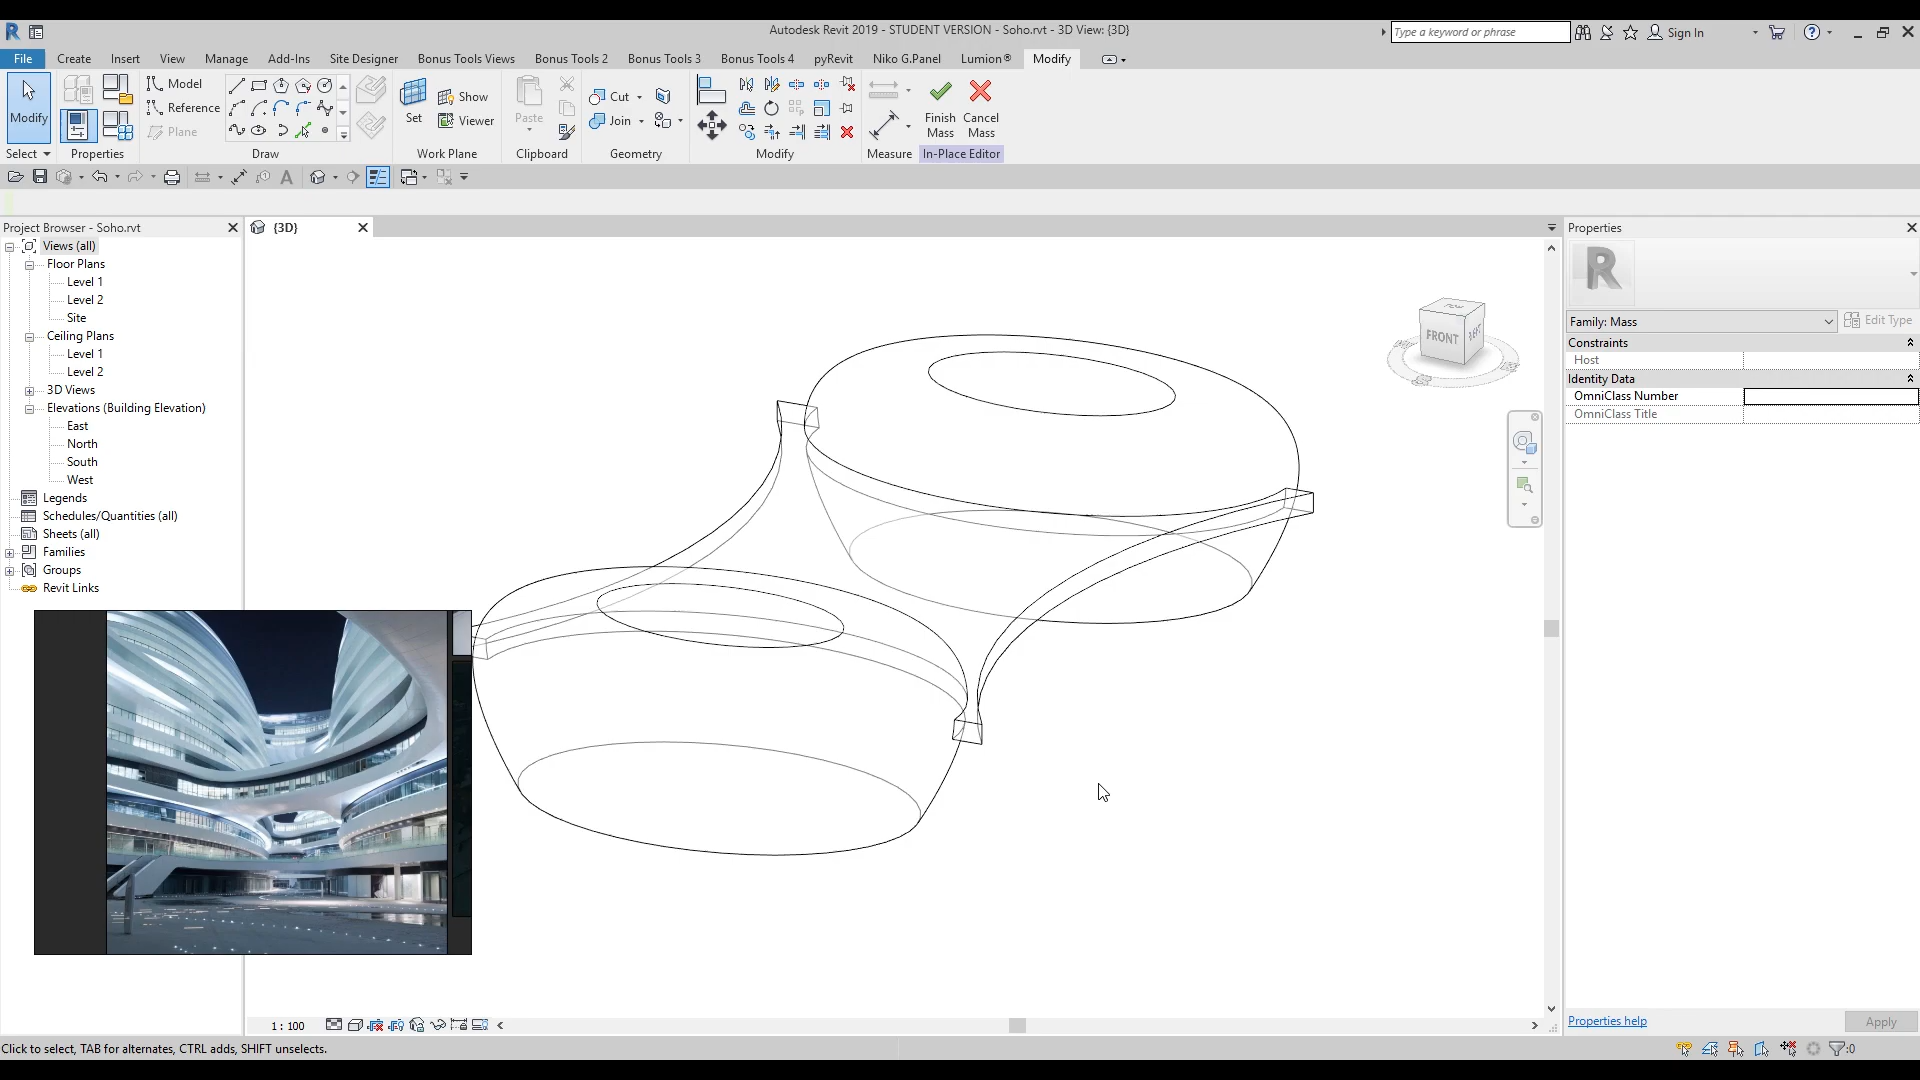 Autodesk Revit 2019 - STUDENT VERSION - Soho.rvt - 3D View: {3D}
Type a keyword or phrase
Sign In
File Create Insert View Manage Add-Ins Site Designer Bonus Tools Views Bonus Tools 2 Bonus Tools 3 Bonus Tools 4 pyRevit Niko G.Panel Lumion® Modify
Modify
Model
Reference
Plane
Set
Show
Viewer
Paste
Cut
Join
Finish Mass
Cancel Mass
Select Properties Draw Work Plane Clipboard Geometry Modify Measure In-Place Editor
Project Browser - Soho.rvt
{3D}
Properties
Views (all)
Floor Plans
Level 1
Level 2
Site
Ceiling Plans
Level 1
Level 2
3D Views
Elevations (Building Elevation)
East
North
South
West
Legends
Schedules/Quantities (all)
Sheets (all)
Families
Groups
Revit Links
TOP
FRONT
LEFT
Family: Mass
Edit Type
Constraints
Host
Identity Data
OmniClass Number
OmniClass Title
Properties help
Apply
1 : 100
Click to select, TAB for alternates, CTRL adds, SHIFT unselects.
:0